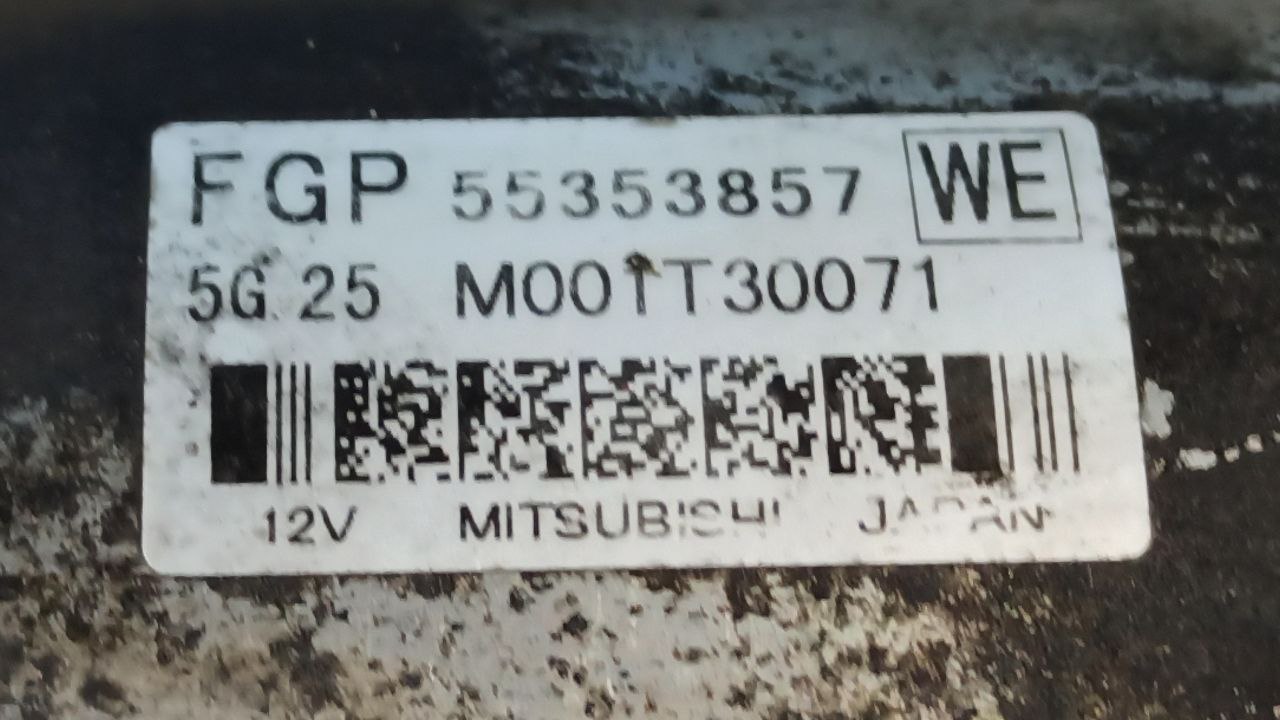 FGP 55353857 WE
5G 25 M001T30071
12V MITSUBISHI JAPAN